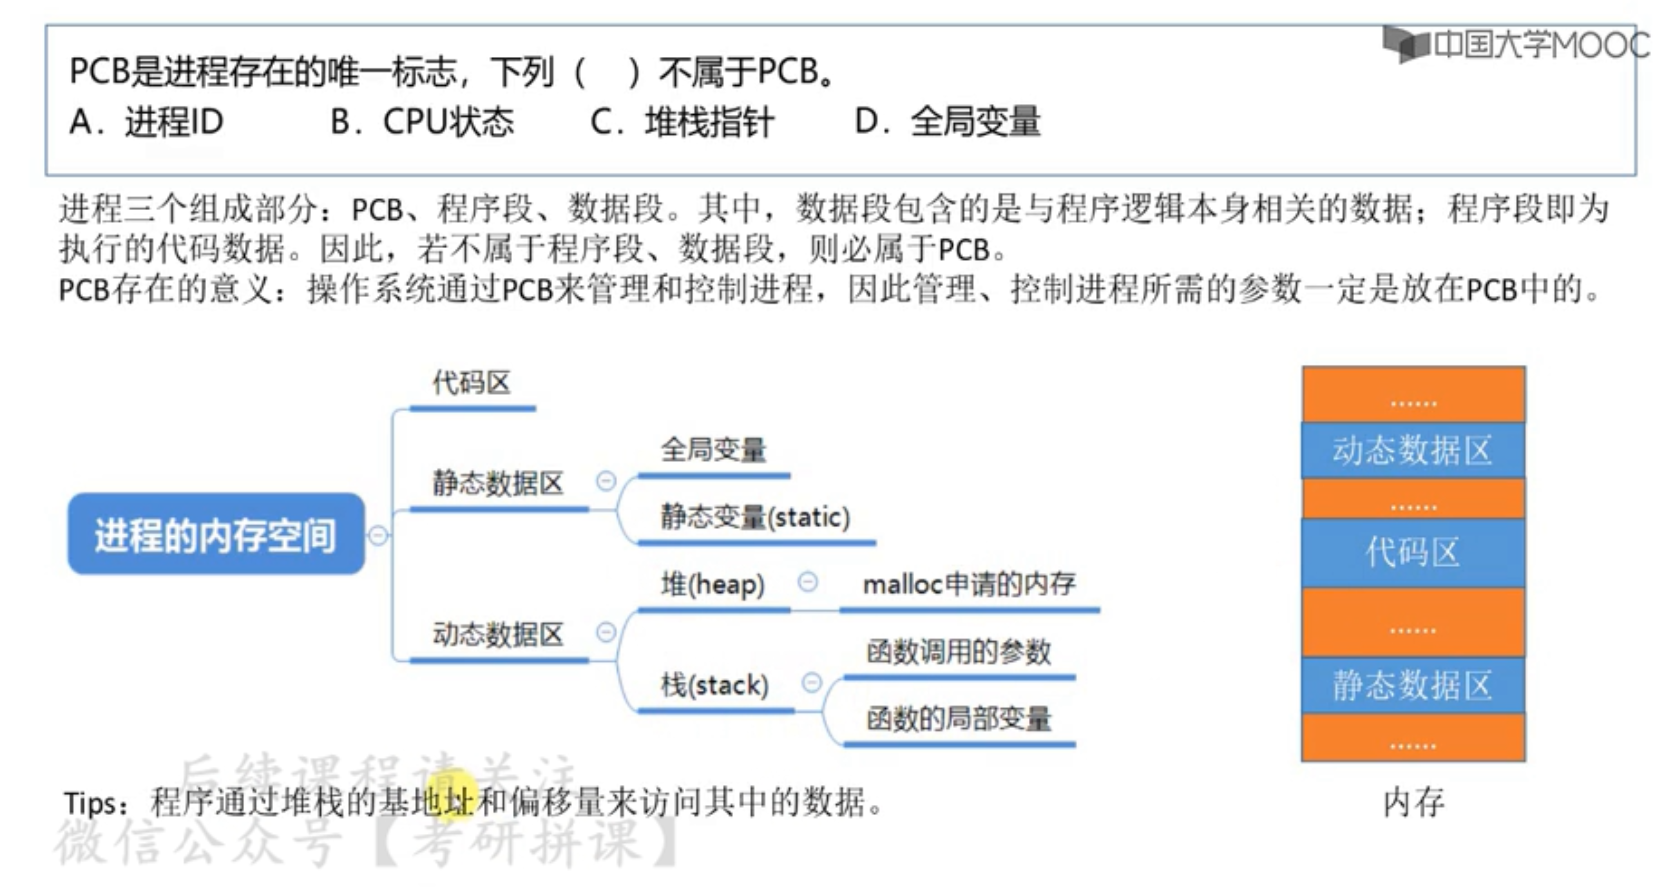 中国大学MOOC
PCB是进程存在的唯一标志，下列（ ）不属于PCB。
A. 进程ID B. CPU状态 C. 堆栈指针 D. 全局变量
进程三个组成部分：PCB、程序段、数据段。其中，数据段包含的是与程序逻辑本身相关的数据；程序段即为
执行的代码数据。因此，若不属于程序段、数据段，则必属于PCB。
PCB存在的意义：操作系统通过PCB来管理和控制进程，因此管理、控制进程所需的参数一定是放在PCB中的。
进程的内存空间
代码区
静态数据区
全局变量
静态变量(static)
动态数据区
堆(heap)
malloc申请的内存
栈(stack)
函数调用的参数
函数的局部变量
......
动态数据区
......
代码区
......
静态数据区
......
内存
后续课程请关注
Tips：程序通过堆栈的基地址和偏移量来访问其中的数据。
微信公众号【考研拼课】